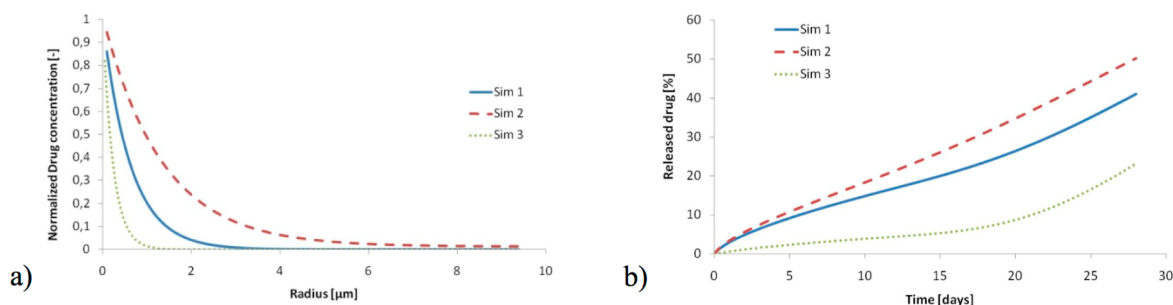 a)
Normalized Drug concentration [-]
1
0,9
0,8
0,7
0,6
0,5
0,4
0,3
0,2
0,1
0
0 2 4 6 8 10
Radius [µm]
Sim 1
Sim 2
Sim 3
b)
Released drug [%]
60
50
40
30
20
10
0
0 5 10 15 20 25 30
Time [days]
Sim 1
Sim 2
Sim 3